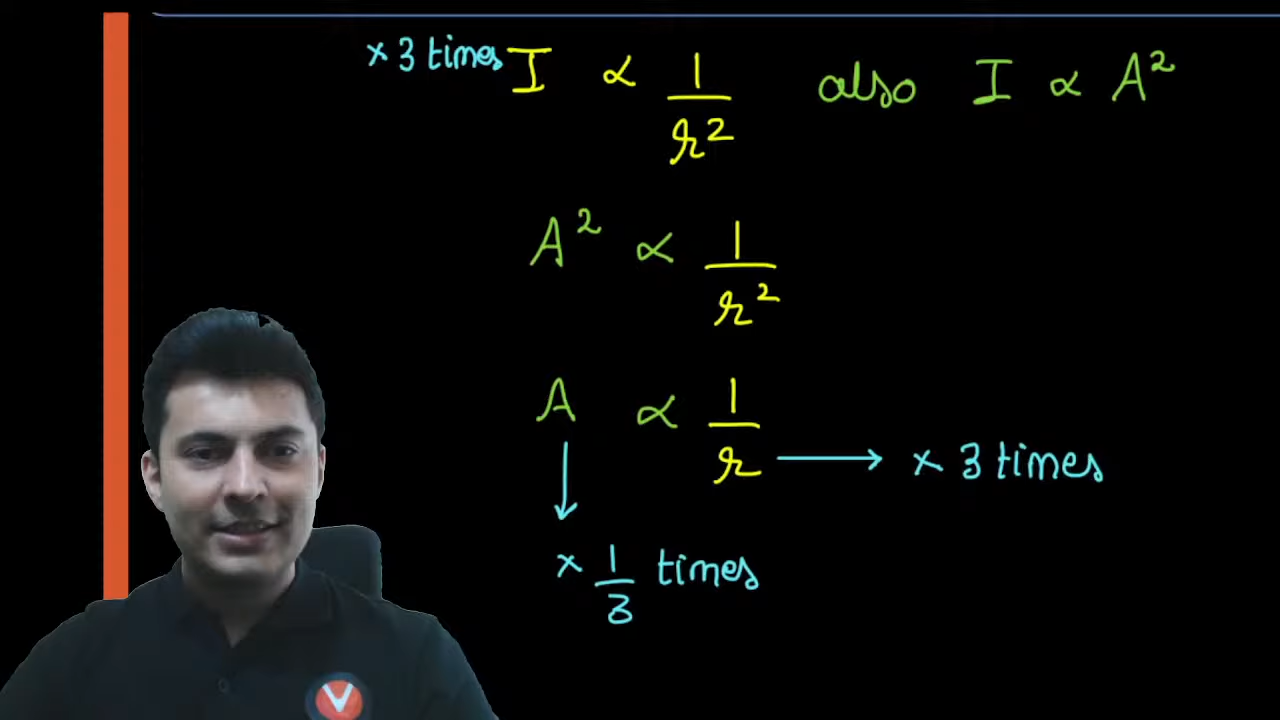 × 3 times I ∝ 1/r² also I ∝ A²
A² ∝ 1/r²
A ∝ 1/r → × 3 times
↓
× 1/3 times
V